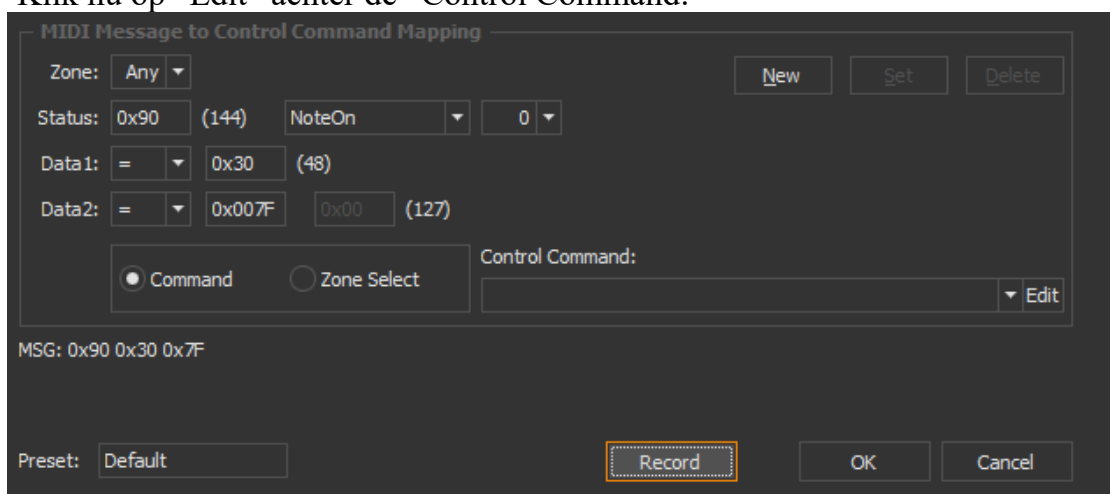 Klik nu op "Edit" achter de "Control Command:
MIDI Message to Control Command Mapping
Zone: Any New Set Delete
Status: 0x90 (144) NoteOn 0
Data1: = 0x30 (48)
Data2: = 0x007F 0x00 (127)
Control Command:
Command Zone Select
Edit
MSG: 0x90 0x30 0x7F
Preset: Default Record OK Cancel